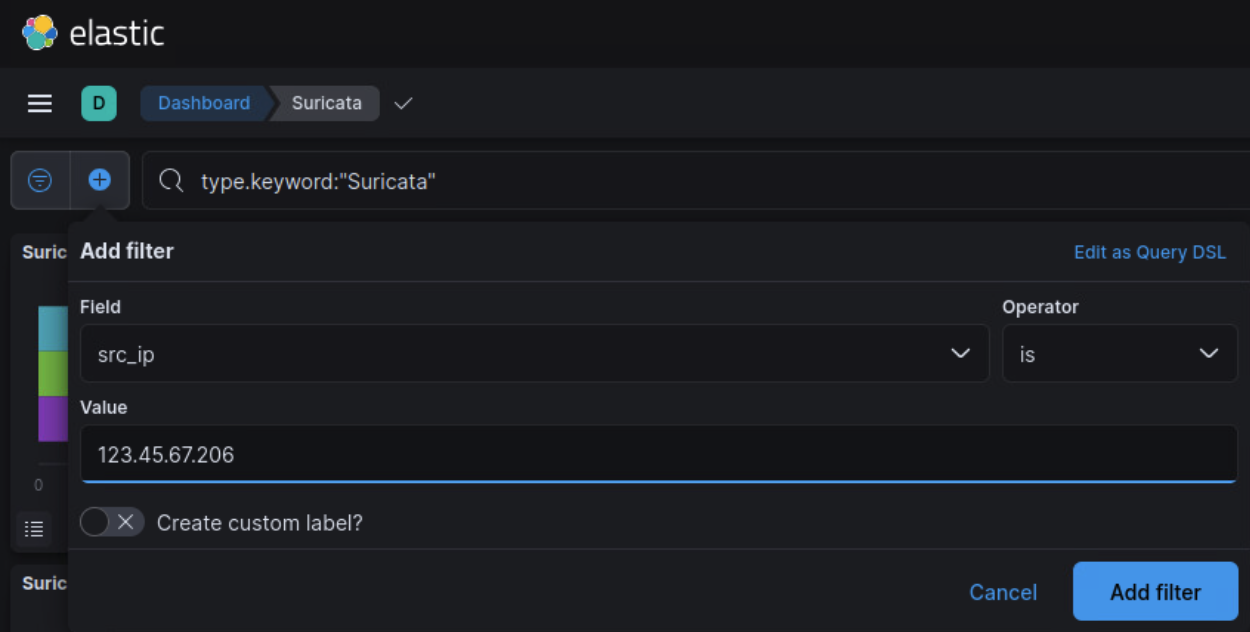 elastic
D Dashboard Suricata
type.keyword:"Suricata"
Suric
Add filter Edit as Query DSL
Field Operator
src_ip is
Value
123.45.67.206
0
Create custom label?
Suric
Cancel Add filter